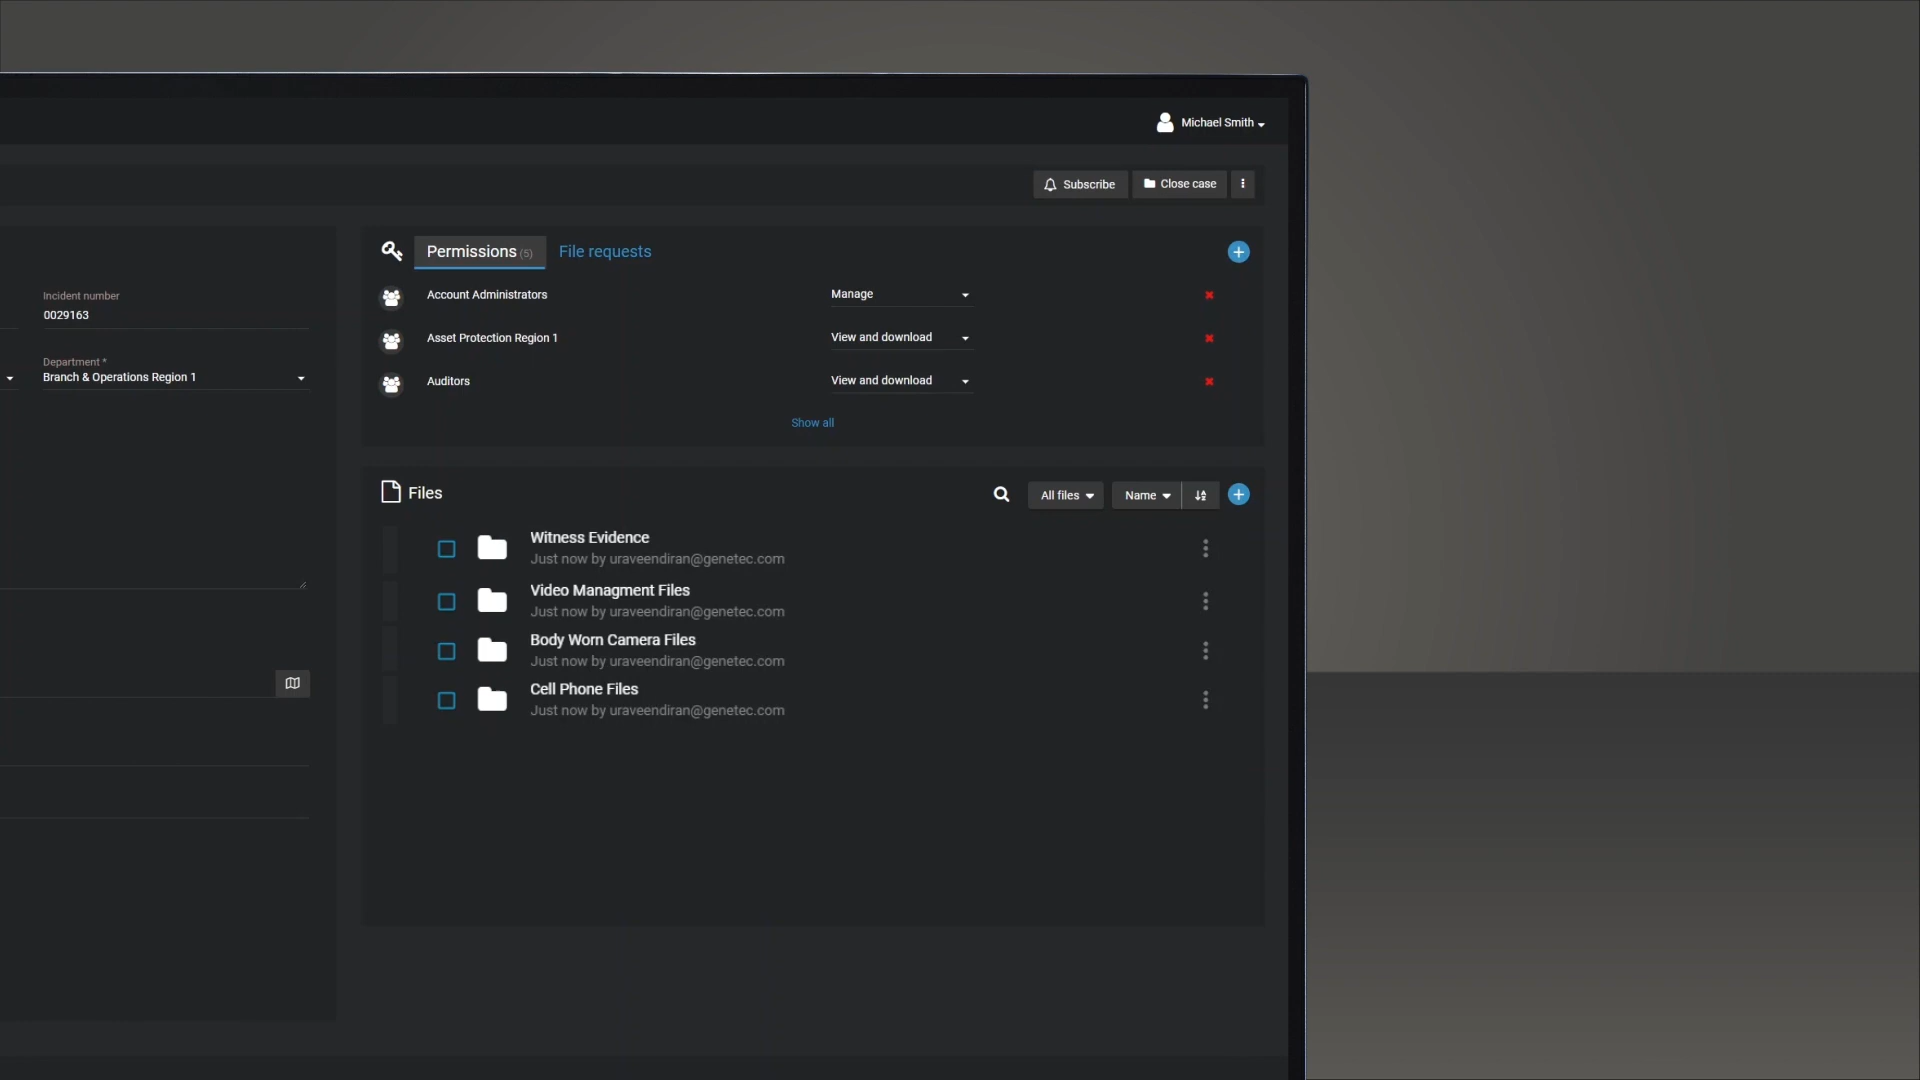 Michael Smith
Subscribe
Close case
Permissions (5)
File requests
Incident number
0029163
Department *
Branch & Operations Region 1
Account Administrators
Manage
Asset Protection Region 1
View and download
Auditors
View and download
Show all
Files
All files
Name
Witness Evidence
Just now by uraveendiran@genetec.com
Video Managment Files
Just now by uraveendiran@genetec.com
Body Worn Camera Files
Just now by uraveendiran@genetec.com
Cell Phone Files
Just now by uraveendiran@genetec.com